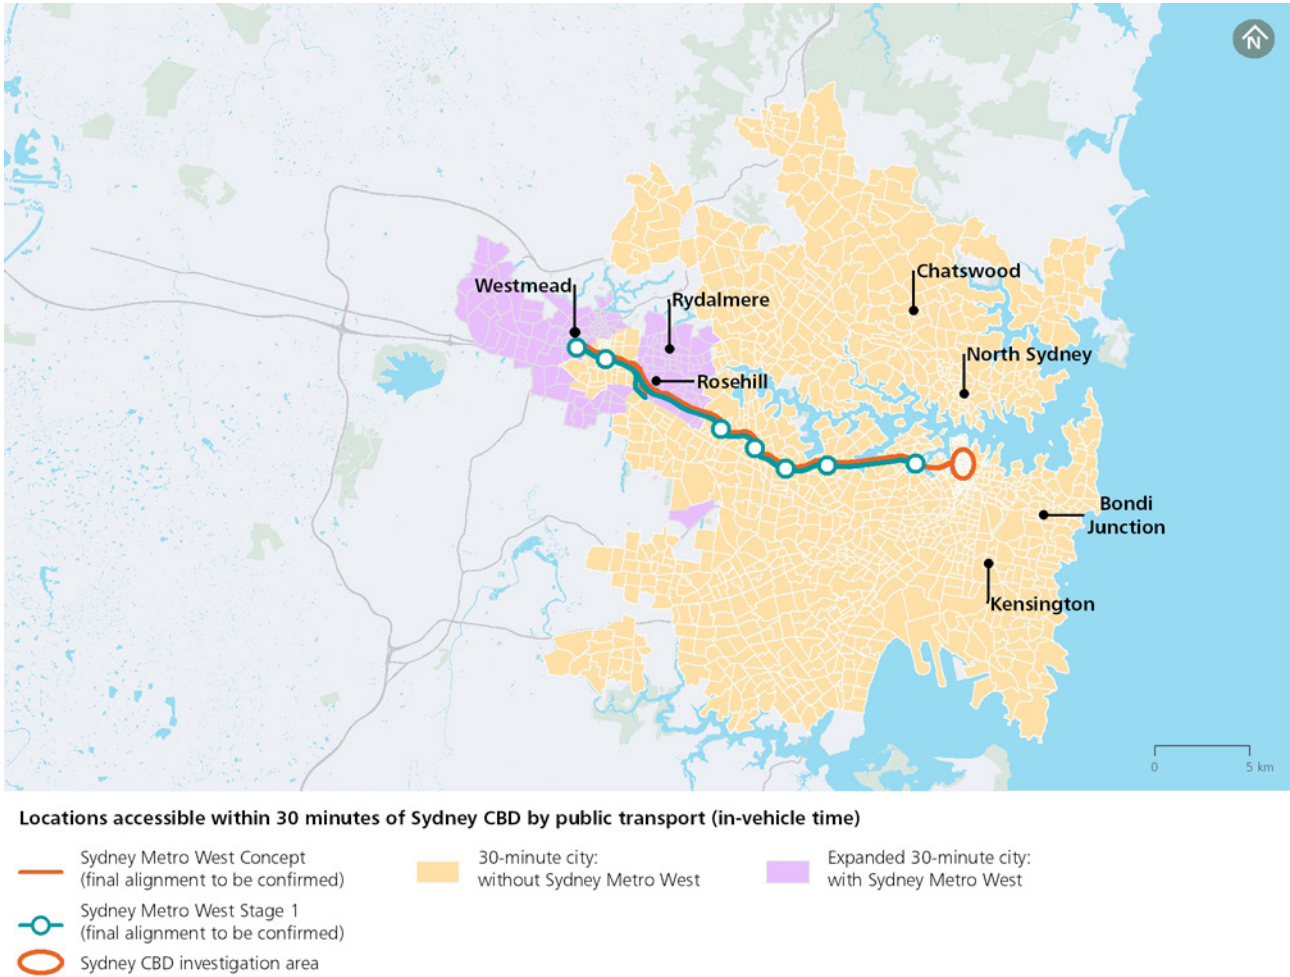 N
Chatswood
Westmead
Rydalmere
North Sydney
Rosehill
Bondi
Junction
Kensington
0 5 km
Locations accessible within 30 minutes of Sydney CBD by public transport (in-vehicle time)
Sydney Metro West Concept
(final alignment to be confirmed)
30-minute city:
without Sydney Metro West
Expanded 30-minute city:
with Sydney Metro West
Sydney Metro West Stage 1
(final alignment to be confirmed)
Sydney CBD investigation area